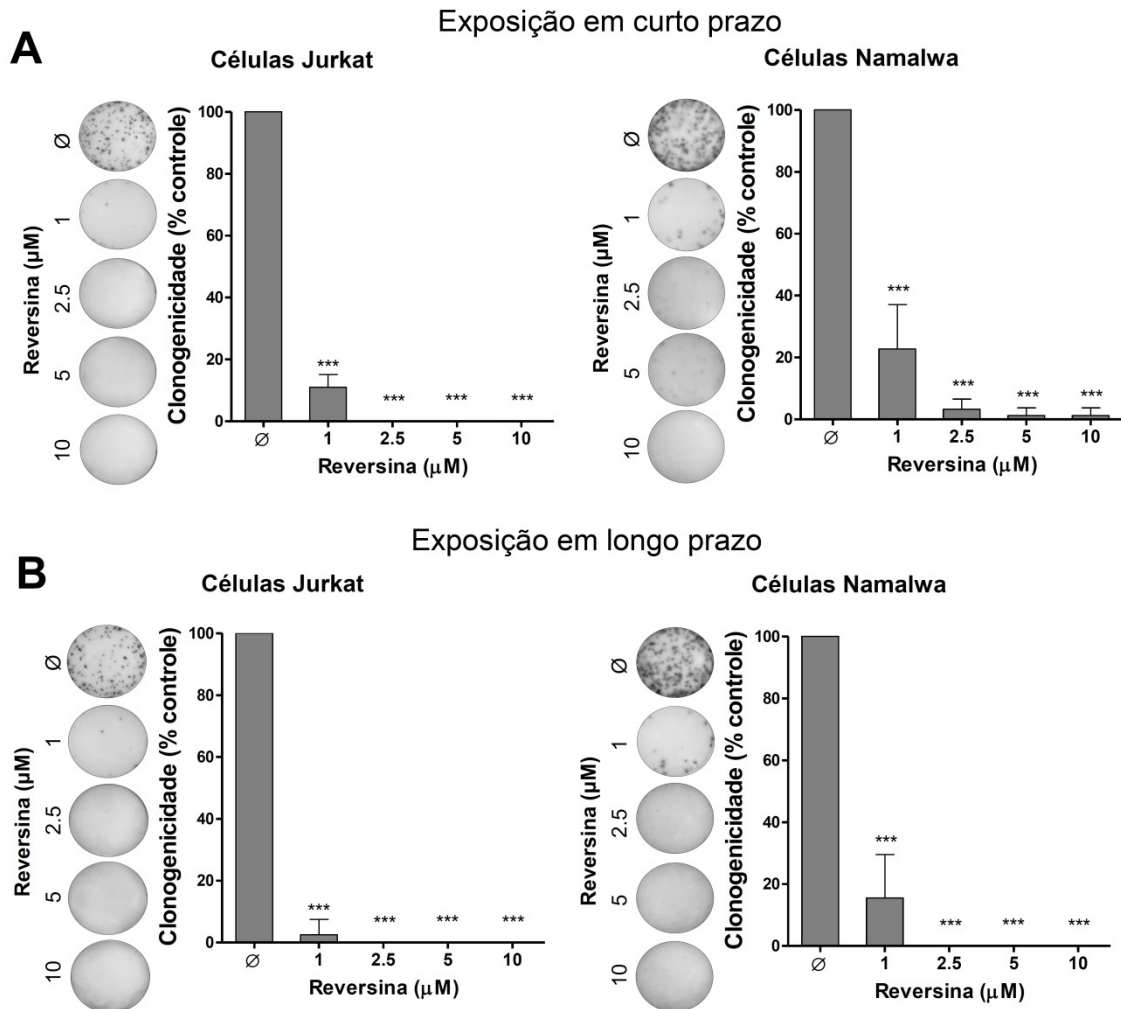 Exposição em curto prazo
A
Células Jurkat
Células Namalwa
Reversina (µM)
Ø
1
2.5
5
10
Clonogenicidade (% controle)
100
80
60
40
20
0
***
***
***
***
Ø
1
2.5
5
10
Reversina (µM)
Reversina (µM)
Ø
1
2.5
5
10
Clonogenicidade (% controle)
100
80
60
40
20
0
***
***
***
***
Ø
1
2.5
5
10
Reversina (µM)
Exposição em longo prazo
B
Células Jurkat
Células Namalwa
Reversina (µM)
Ø
1
2.5
5
10
Clonogenicidade (% controle)
100
80
60
40
20
0
***
***
***
***
Ø
1
2.5
5
10
Reversina (µM)
Reversina (µM)
Ø
1
2.5
5
10
Clonogenicidade (% controle)
100
80
60
40
20
0
***
***
***
***
Ø
1
2.5
5
10
Reversina (µM)